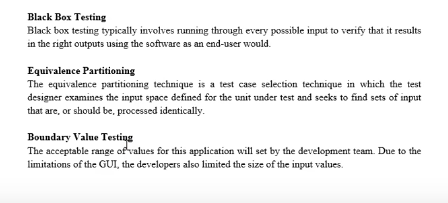 Black Box Testing
Black box testing typically involves running through every possible input to verify that it results
in the right outputs using the software as an end-user would.
Equivalence Partitioning
The equivalence partitioning technique is a test case selection technique in which the test
designer examines the input space defined for the unit under test and seeks to find sets of input
that are, or should be, processed identically.
Boundary Value Testing
The acceptable range of values for this application will set by the development team. Due to the
limitations of the GUI, the developers also limited the size of the input values.